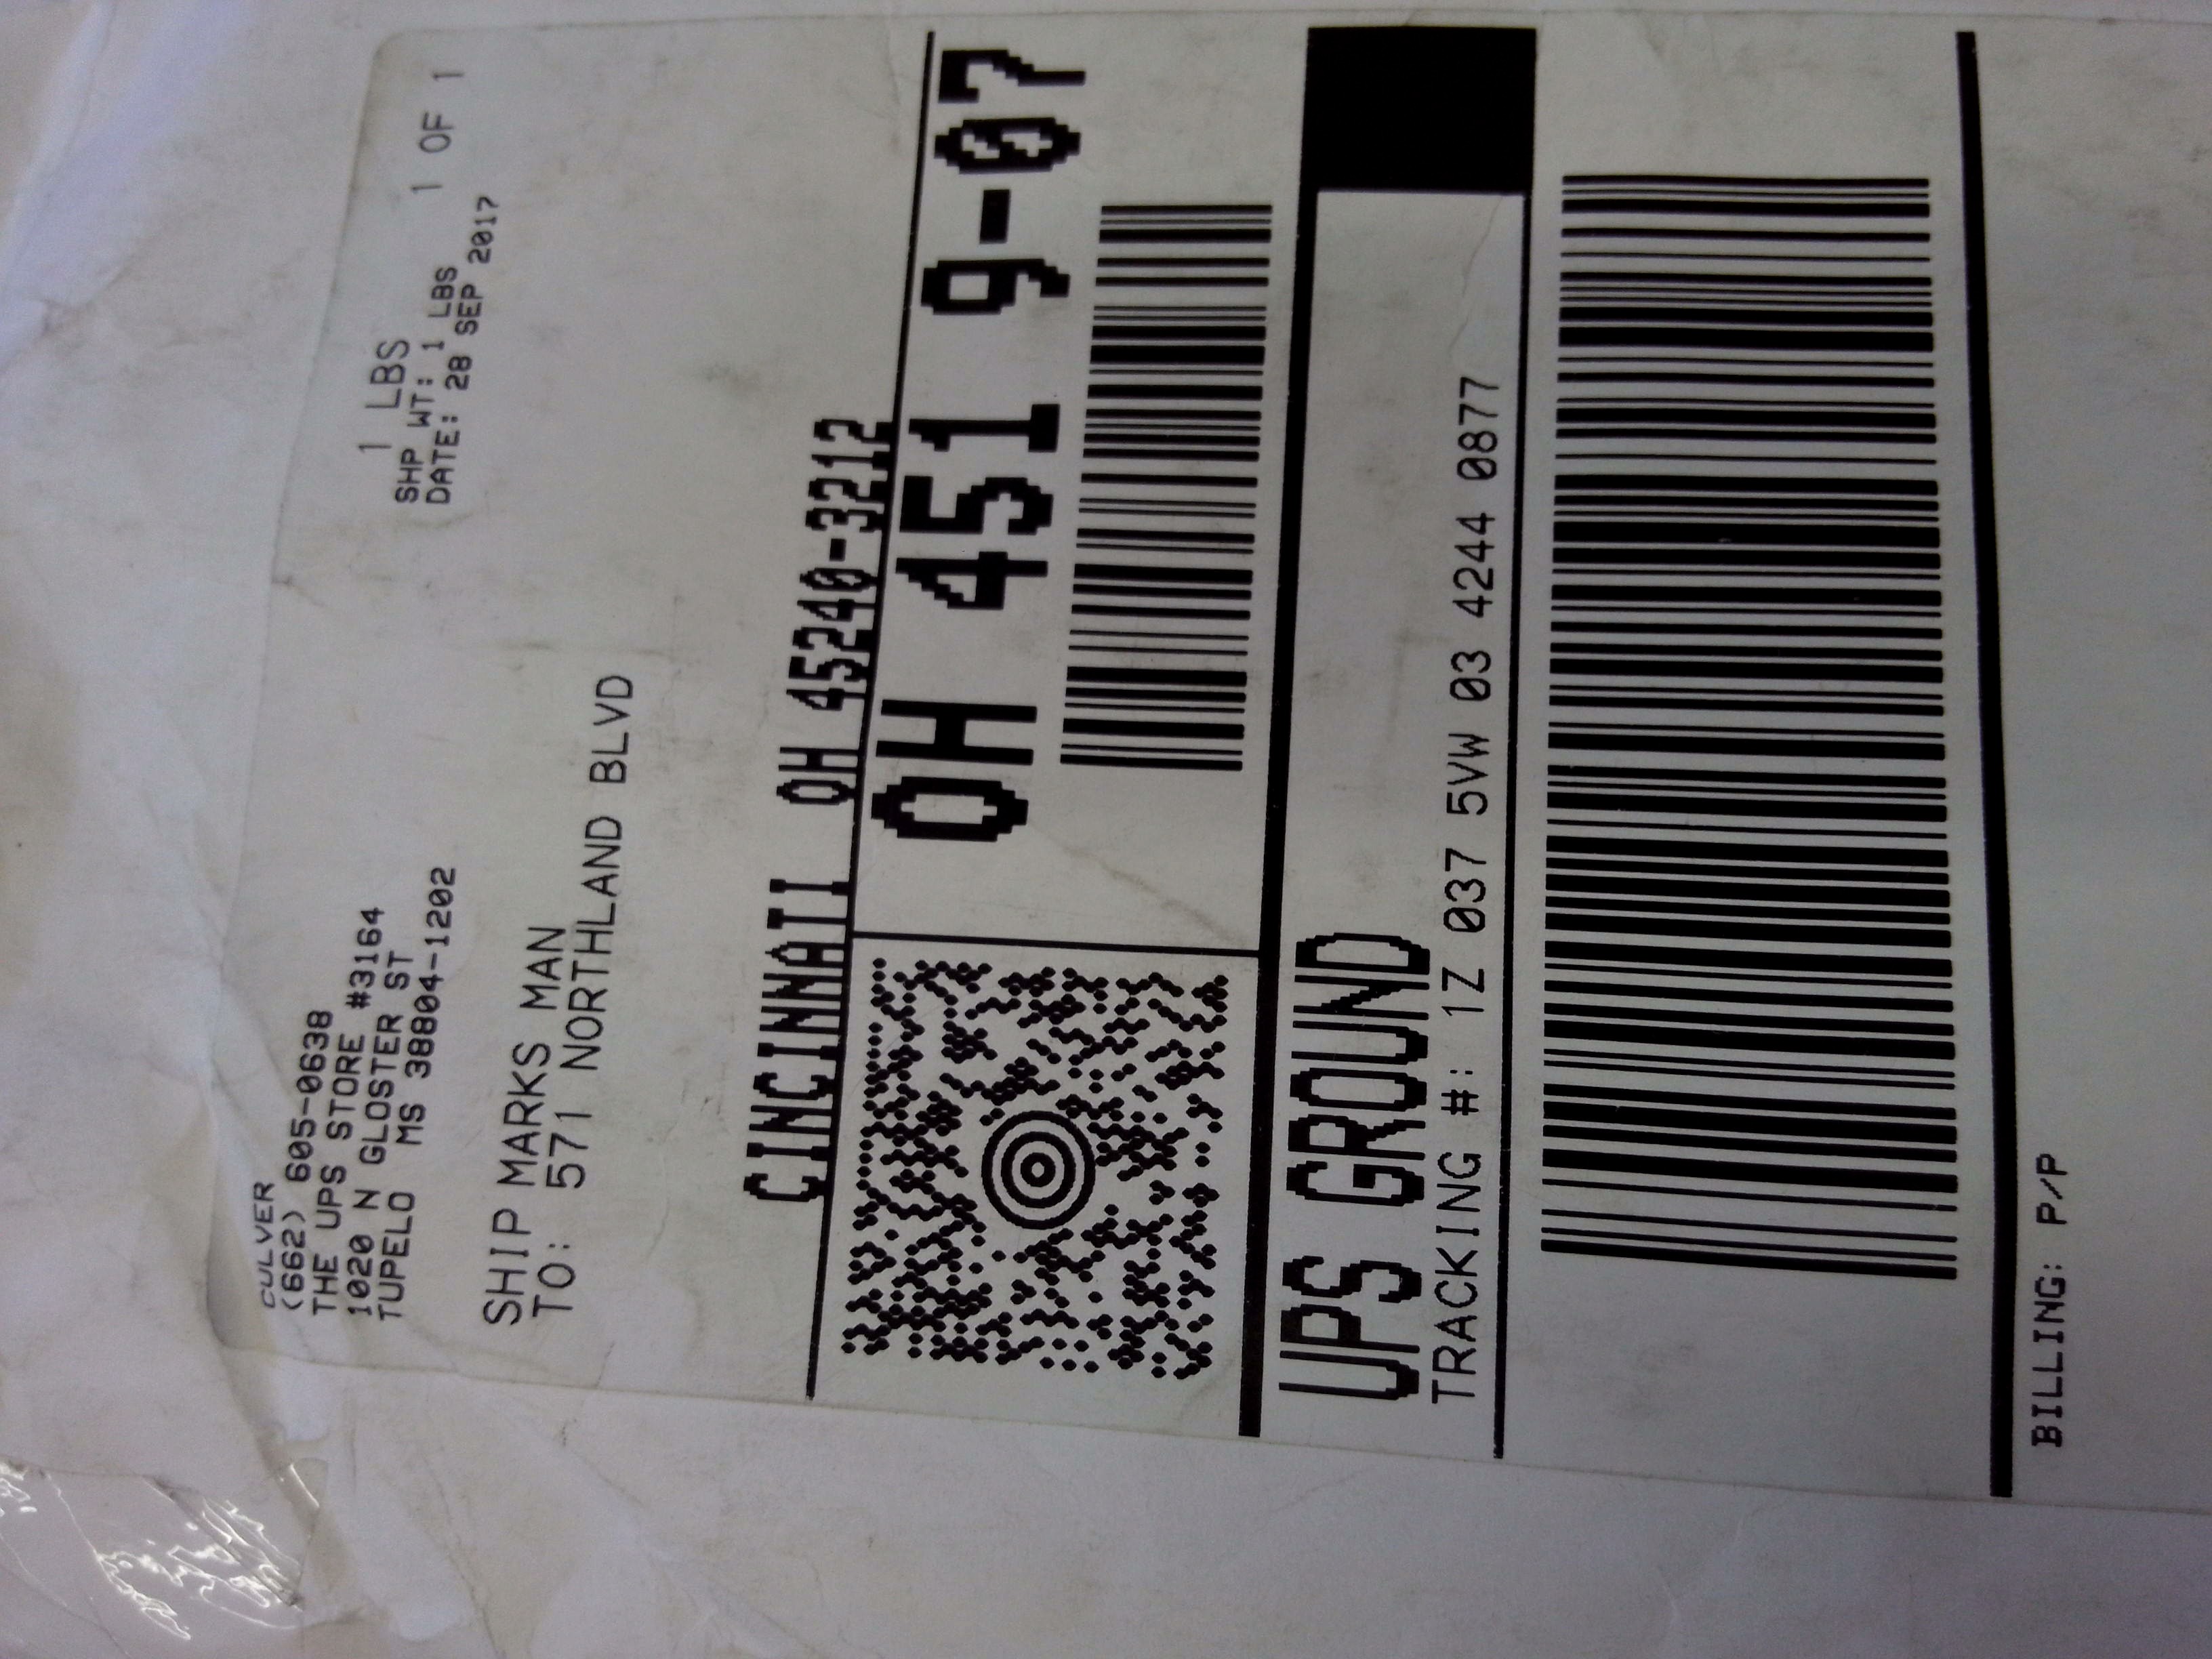 CULVER
(662) 605-0638
THE UPS STORE #3164
1020 N GLOSTER ST
TUPELO MS 38804-1202
1 LBS 1 OF 1
SHP WT: 1 LBS
DATE: 28 SEP 2017
SHIP MARKS MAN
TO: 571 NORTHLAND BLVD
CINCINNATI OH 45240-3212
OH 451 9-07
UPS GROUND
TRACKING #: 1Z 037 5VW 03 4244 0877
BILLING: P/P